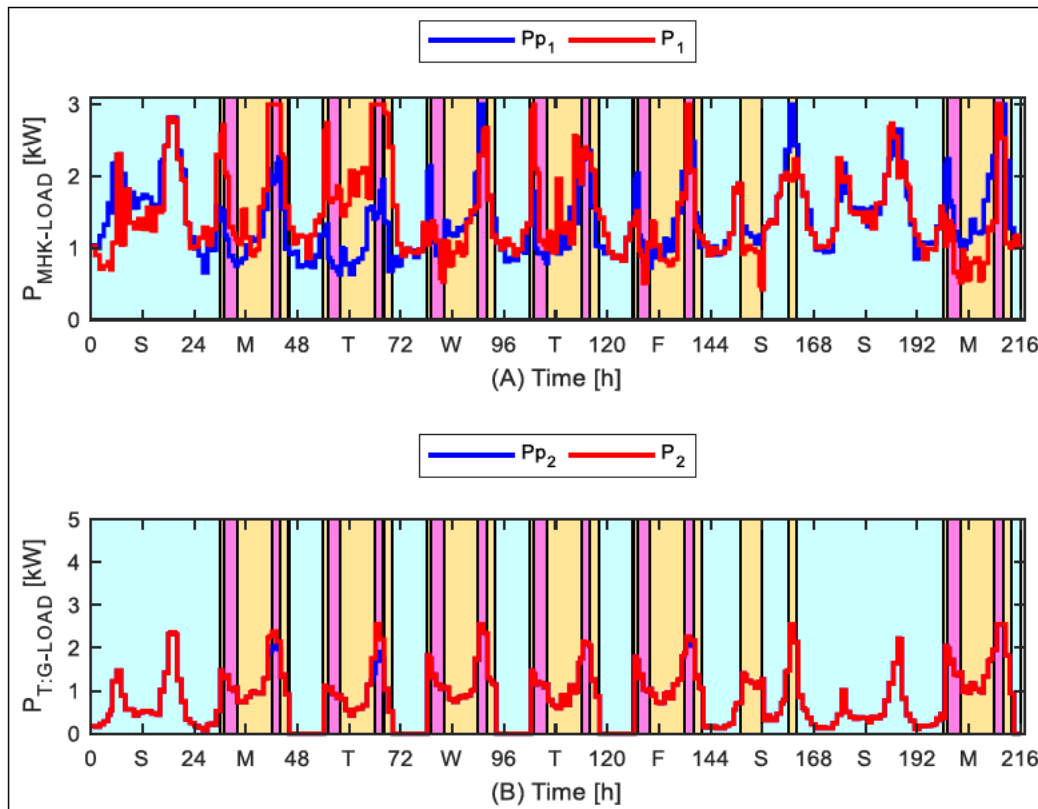 Pp1 P1
PMHK-LOAD [kW]
3
2
1
0
0 S 24 M 48 T 72 W 96 T 120 F 144 S 168 S 192 M 216
(A) Time [h]
Pp2 P2
PT:G-LOAD [kW]
5
4
3
2
1
0
0 S 24 M 48 T 72 W 96 T 120 F 144 S 168 S 192 M 216
(B) Time [h]